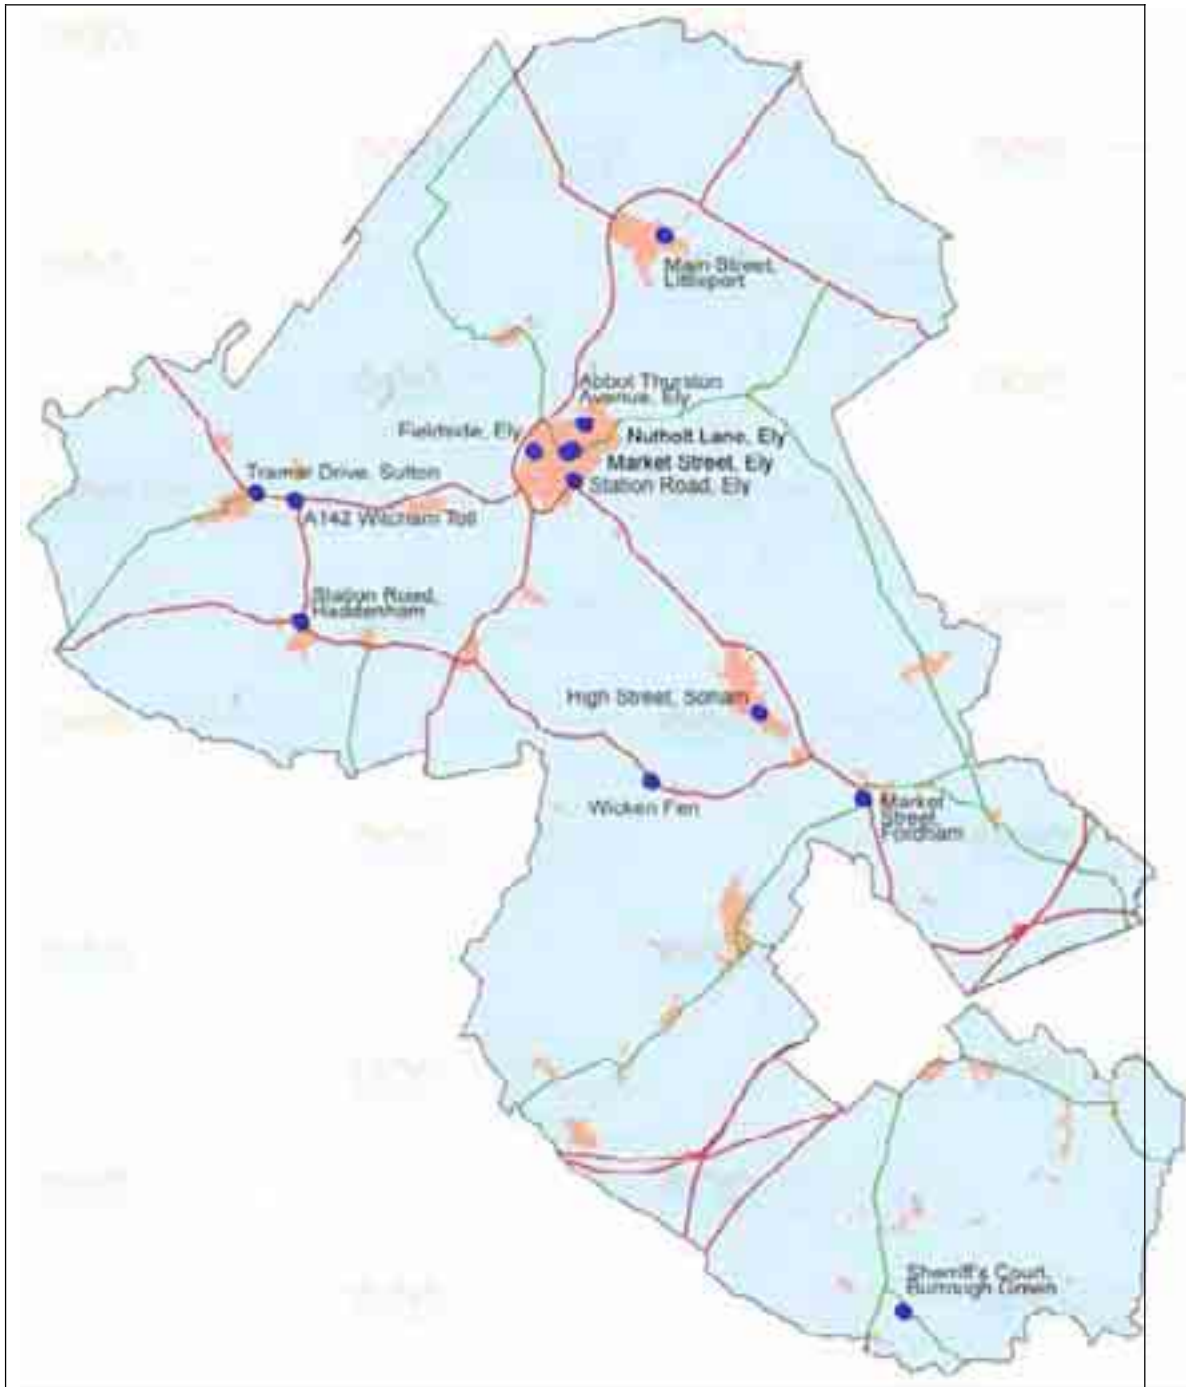 Main Street,
Littleport
Abbot Thurston
Avenue, Ely
Fieldside, Ely
Nutholt Lane, Ely
Market Street, Ely
Station Road, Ely
Tramar Drive, Sutton
A142 Witcham Toll
Station Road,
Haddenham
High Street, Soham
Wicken Fen
Market
Street,
Fordham
Sherriff's Court,
Burrough Green